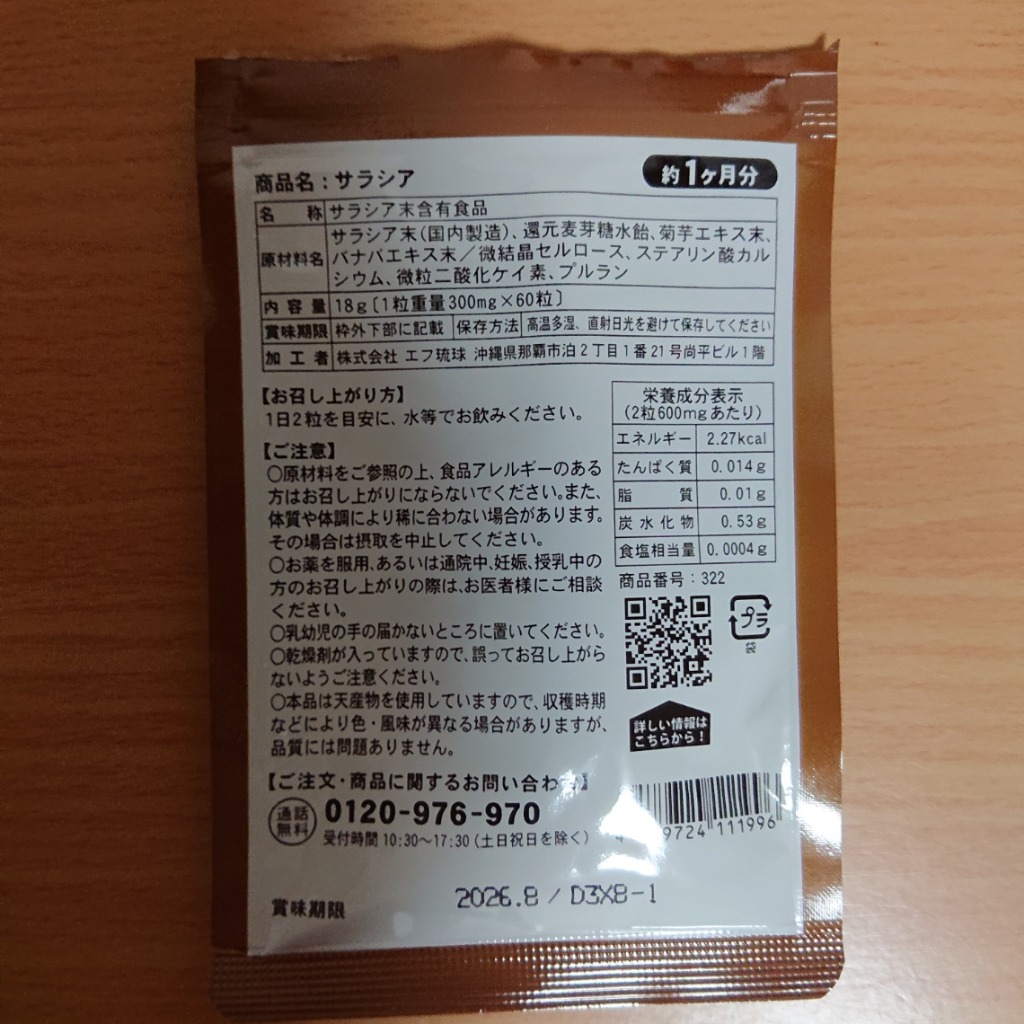 商品名：サラシア
約1ヶ月分
名称 サラシア末含有食品
原材料名 サラシア末(国内製造)、還元麦芽糖水飴、菊芋エキス末、
バナバエキス末／微結晶セルロース、ステアリン酸カル
シウム、微粒二酸化ケイ素、プルラン
内容量 18g〔1粒重量300mg×60粒〕
賞味期限 枠外下部に記載 保存方法 高温多湿、直射日光を避けて保存してください
加工者 株式会社 エフ琉球 沖縄県那覇市泊2丁目1番21号尚平ビル1階
【お召し上がり方】
1日2粒を目安に、水等でお飲みください。
【ご注意】
○原材料をご参照の上、食品アレルギーのある
方はお召し上がりにならないでください。また、
体質や体調により稀に合わない場合があります。
その場合は摂取を中止してください。
○お薬を服用、あるいは通院中、妊娠、授乳中の
方のお召し上がりの際は、お医者様にご相談
ください。
○乳幼児の手の届かないところに置いてください。
○乾燥剤が入っていますので、誤ってお召し上がら
ないようご注意ください。
○本品は天産物を使用していますので、収穫時期
などにより色・風味が異なる場合がありますが、
品質には問題ありません。
栄養成分表示
(2粒600mgあたり)
エネルギー 2.27kcal
たんぱく質 0.014g
脂質 0.01g
炭水化物 0.53g
食塩相当量 0.0004g
商品番号：322
プラ
袋
詳しい情報は
こちらから！
【ご注文・商品に関するお問い合わせ】
通話
無料
0120-976-970
受付時間 10:30～17:30(土日祝日を除く)
9724 111996
賞味期限 2026.8 / D3X8-1